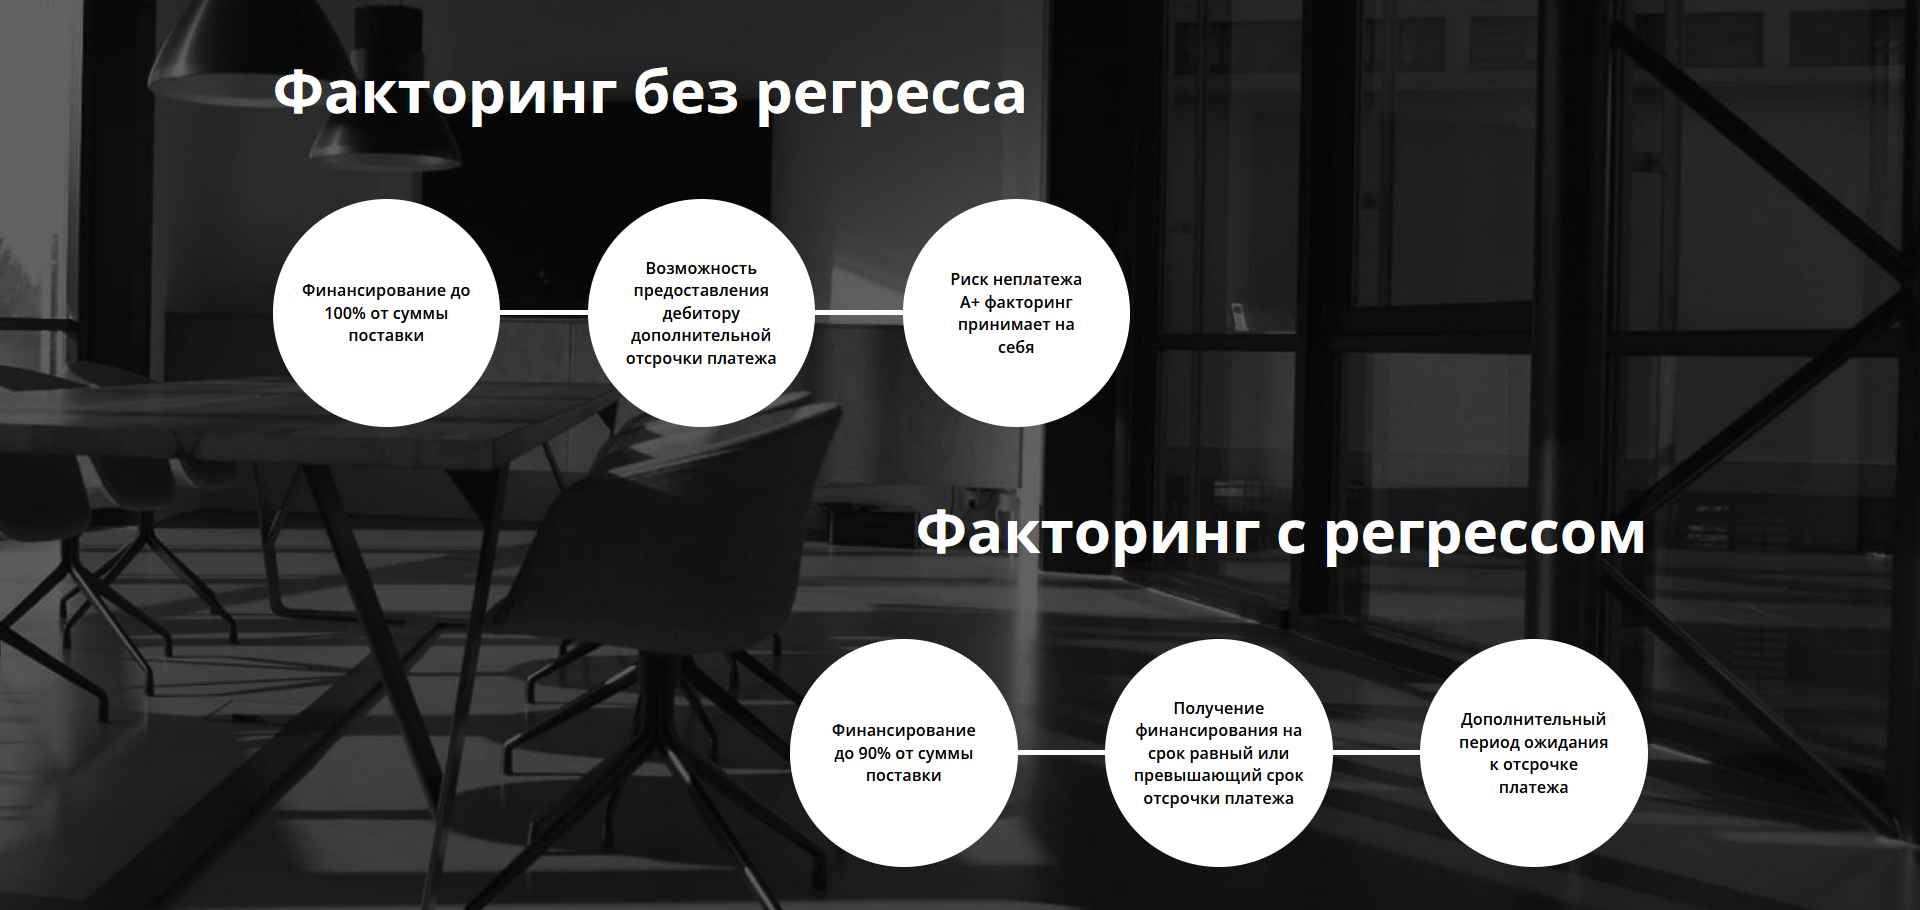 Факторинг без регресса
Финансирование до
100% от суммы
поставки
Возможность
предоставления
дебитору
дополнительной
отсрочки платежа
Риск неплатежа
А+ факторинг
принимает на
себя
Факторинг с регрессом
Финансирование
до 90% от суммы
поставки
Получение
финансирования на
срок равный или
превышающий срок
отсрочки платежа
Дополнительный
период ожидания
к отсрочке
платежа